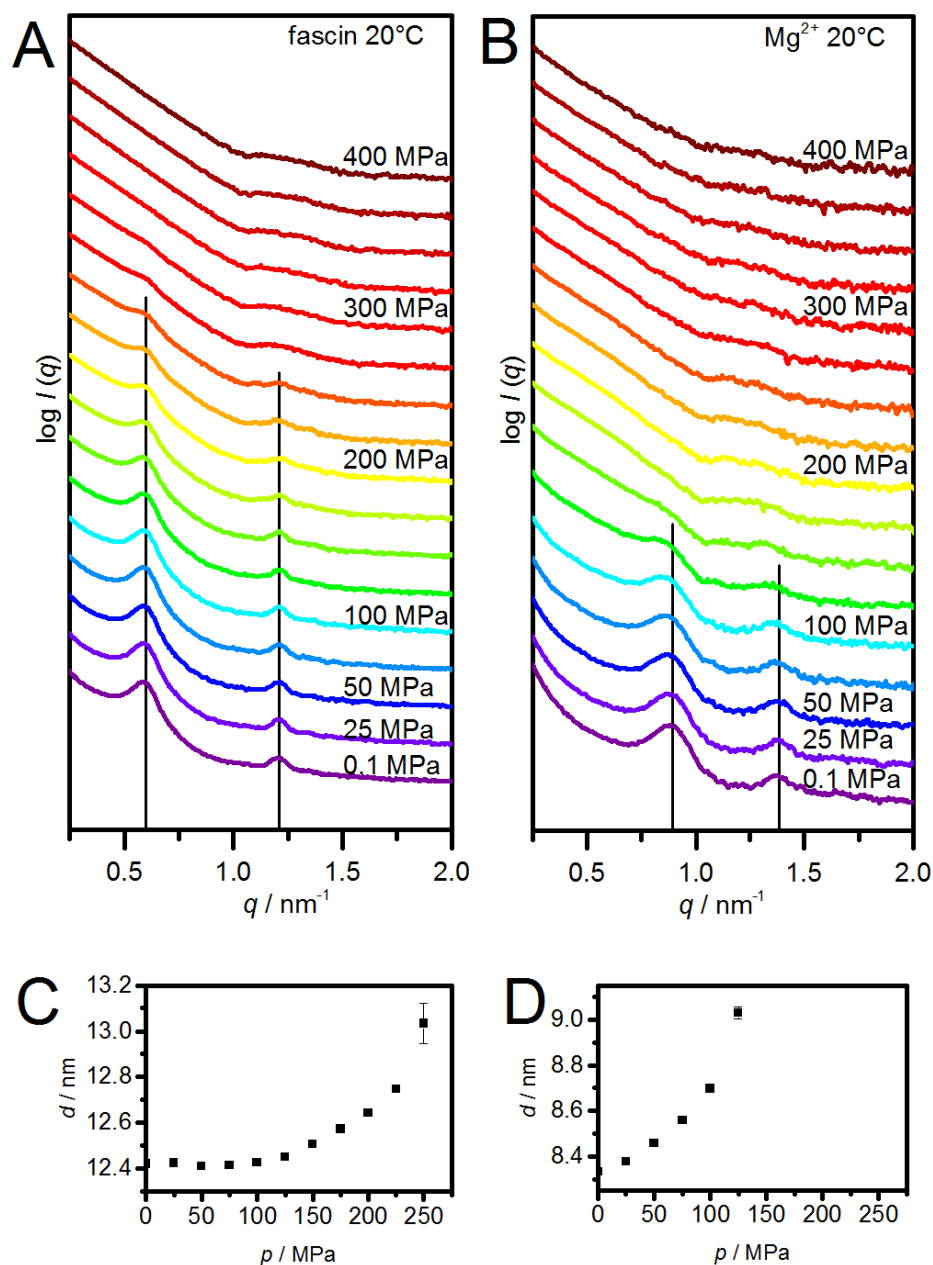 A
fascin 20°C
400 MPa
300 MPa
200 MPa
100 MPa
50 MPa
25 MPa
0.1 MPa
log I (q)
0.5 1.0 1.5 2.0
q / nm⁻¹
B
Mg²⁺ 20°C
400 MPa
300 MPa
200 MPa
100 MPa
50 MPa
25 MPa
0.1 MPa
log I (q)
0.5 1.0 1.5 2.0
q / nm⁻¹
C
13.2
13.0
12.8
12.6
12.4
d / nm
0 50 100 150 200 250
p / MPa
D
9.0
8.8
8.6
8.4
d / nm
0 50 100 150 200 250
p / MPa